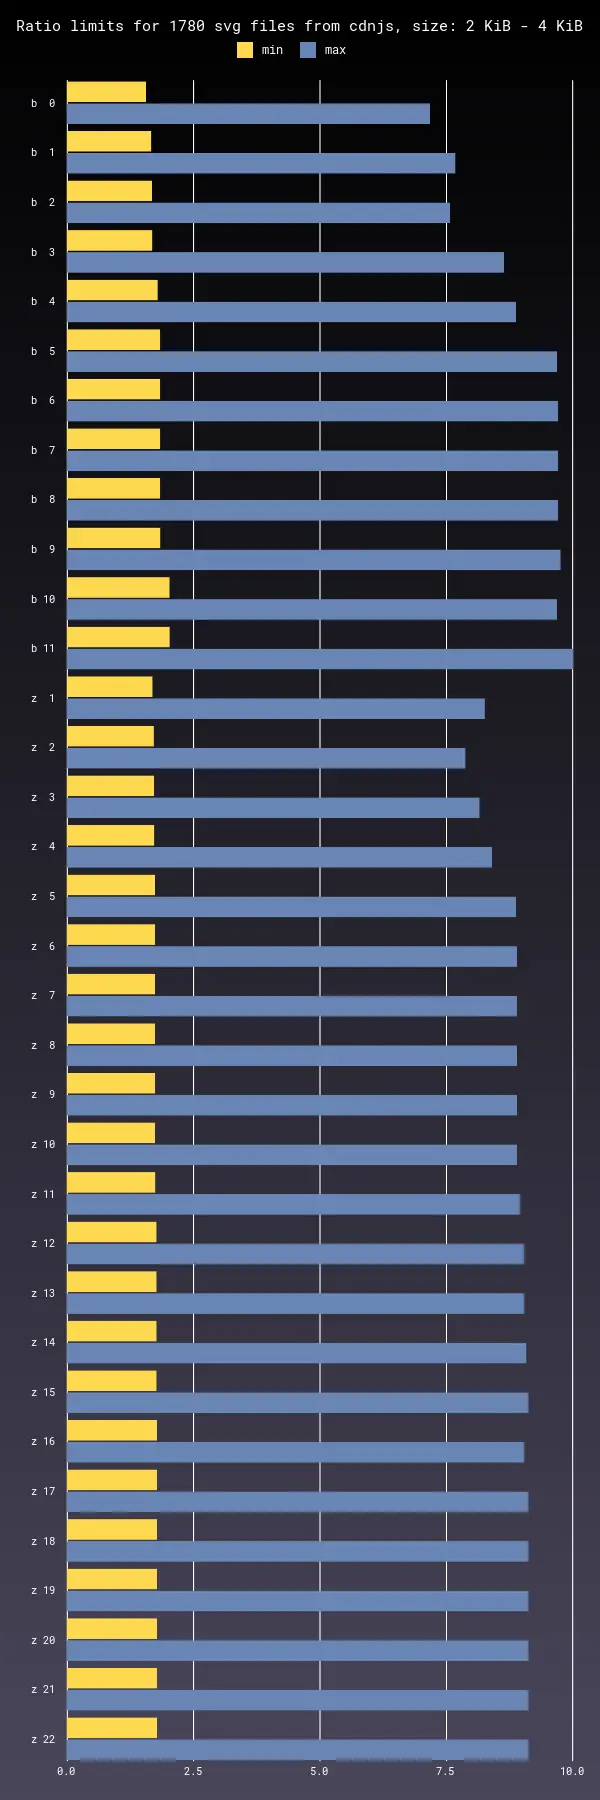 Ratio limits for 1780 svg files from cdnjs, size: 2 KiB - 4 KiB
min max
b 0
b 1
b 2
b 3
b 4
b 5
b 6
b 7
b 8
b 9
b 10
b 11
z 1
z 2
z 3
z 4
z 5
z 6
z 7
z 8
z 9
z 10
z 11
z 12
z 13
z 14
z 15
z 16
z 17
z 18
z 19
z 20
z 21
z 22
0.0 2.5 5.0 7.5 10.0